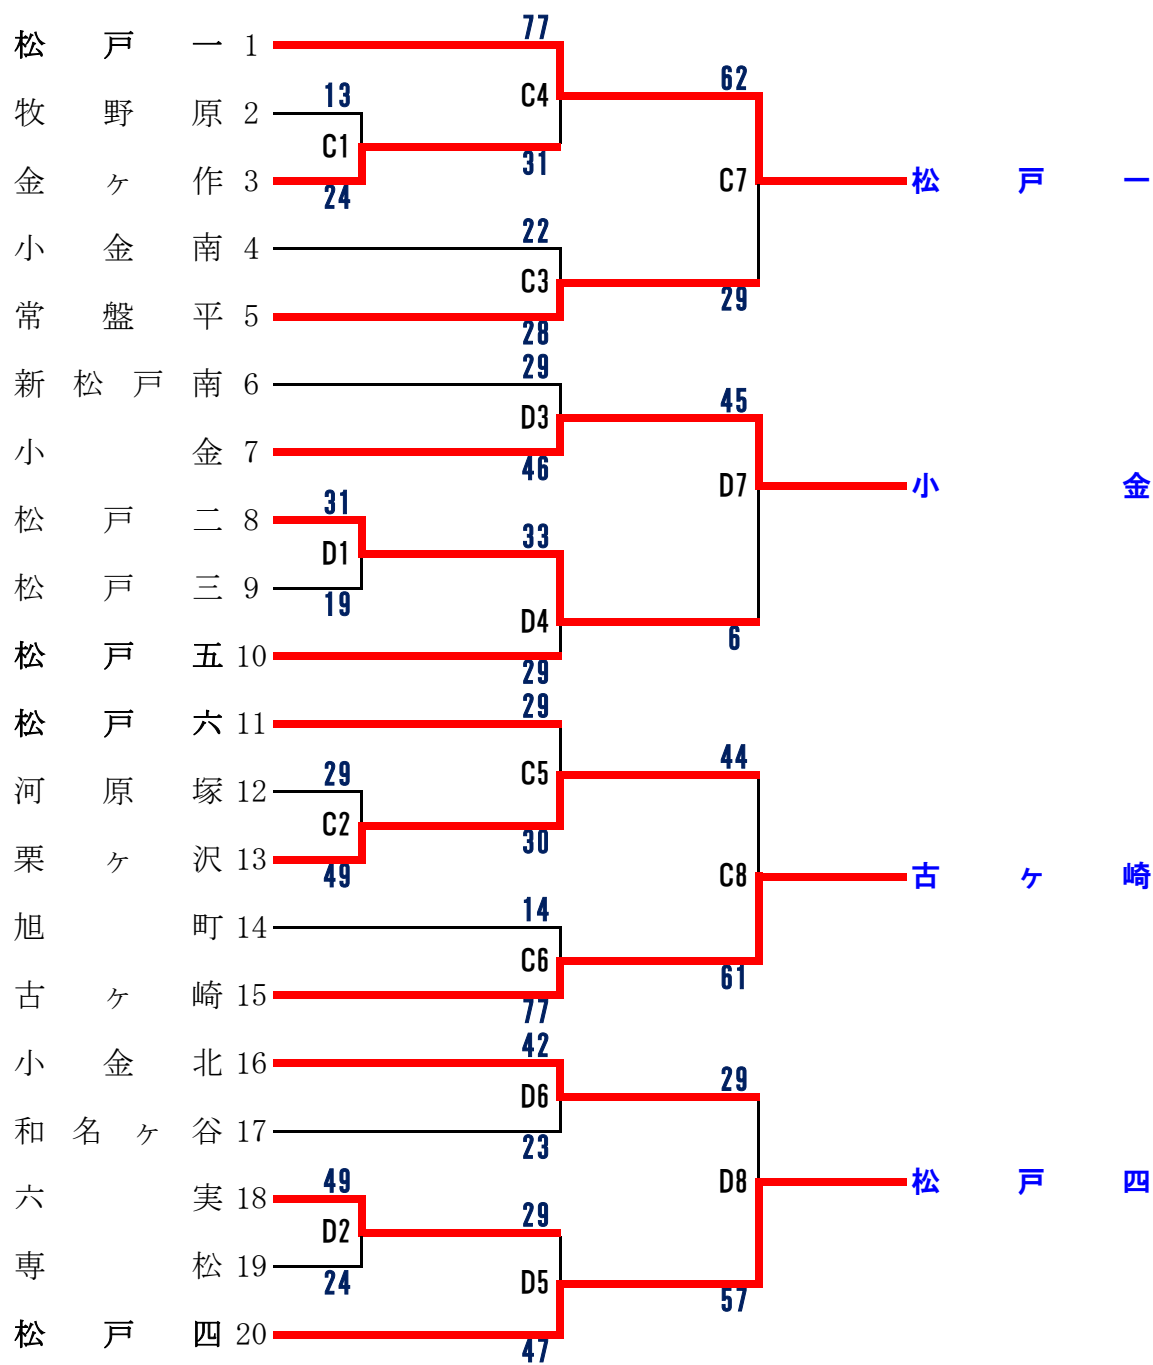 77
松戸一 1
62
13
C4
牧野原 2
C1
31
金ヶ作 3
24
C7
松戸一
22
小金南 4
C3
29
常盤平 5
28
29
新松戸南 6
45
D3
小金 7
46
D7
小金
31
松戸二 8
33
D1
松戸三 9
19
D4
6
松戸五 10
29
29
松戸六 11
44
29
C5
河原塚 12
C2
30
栗ヶ沢 13
49
C8
古ヶ崎
14
旭町 14
C6
61
古ヶ崎 15
77
42
小金北 16
29
D6
和名ヶ谷 17
23
49
D8
松戸四
六実 18
29
D2
専松 19
24
D5
57
松戸四 20
47